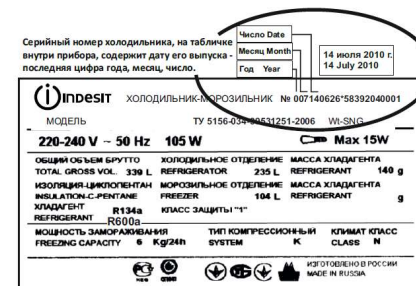 Серийный номер холодильника, на табличке
внутри прибора, содержит дату его выпуска -
последняя цифра года, месяц, число.
Число Date
Месяц Month
Год Year
14 июля 2010 г.
14 July 2010
INDESIT ХОЛОДИЛЬНИК-МОРОЗИЛЬНИК № 007140626*58392040001
МОДЕЛЬ ТУ 5156-034-00531251-2006 Wt-SNG
220-240 V ~ 50 Hz 105 W Max 15W
ОБЩИЙ ОБЪЕМ БРУТТО ХОЛОДИЛЬНОЕ ОТДЕЛЕНИЕ МАССА ХЛАДАГЕНТА
TOTAL GROSS VOL. 339 L REFRIGERATOR 235 L REFRIGERANT 140 g
ИЗОЛЯЦИЯ-ЦИКЛОПЕНТАН МОРОЗИЛЬНОЕ ОТДЕЛЕНИЕ МАССА ХЛАДАГЕНТА
INSULATION-C-PENTANE FREEZER 104 L REFRIGERANT g
ХЛАДАГЕНТ R134a КЛАСС ЗАЩИТЫ "1"
REFRIGERANT R600a
МОЩНОСТЬ ЗАМОРАЖИВАНИЯ ТИП КОМПРЕССИОННЫЙ КЛИМАТ КЛАСС
FREEZING CAPACITY 6 Kg/24h SYSTEM K CLASS N
ИЗГОТОВЛЕНО В РОССИИ
MADE IN RUSSIA